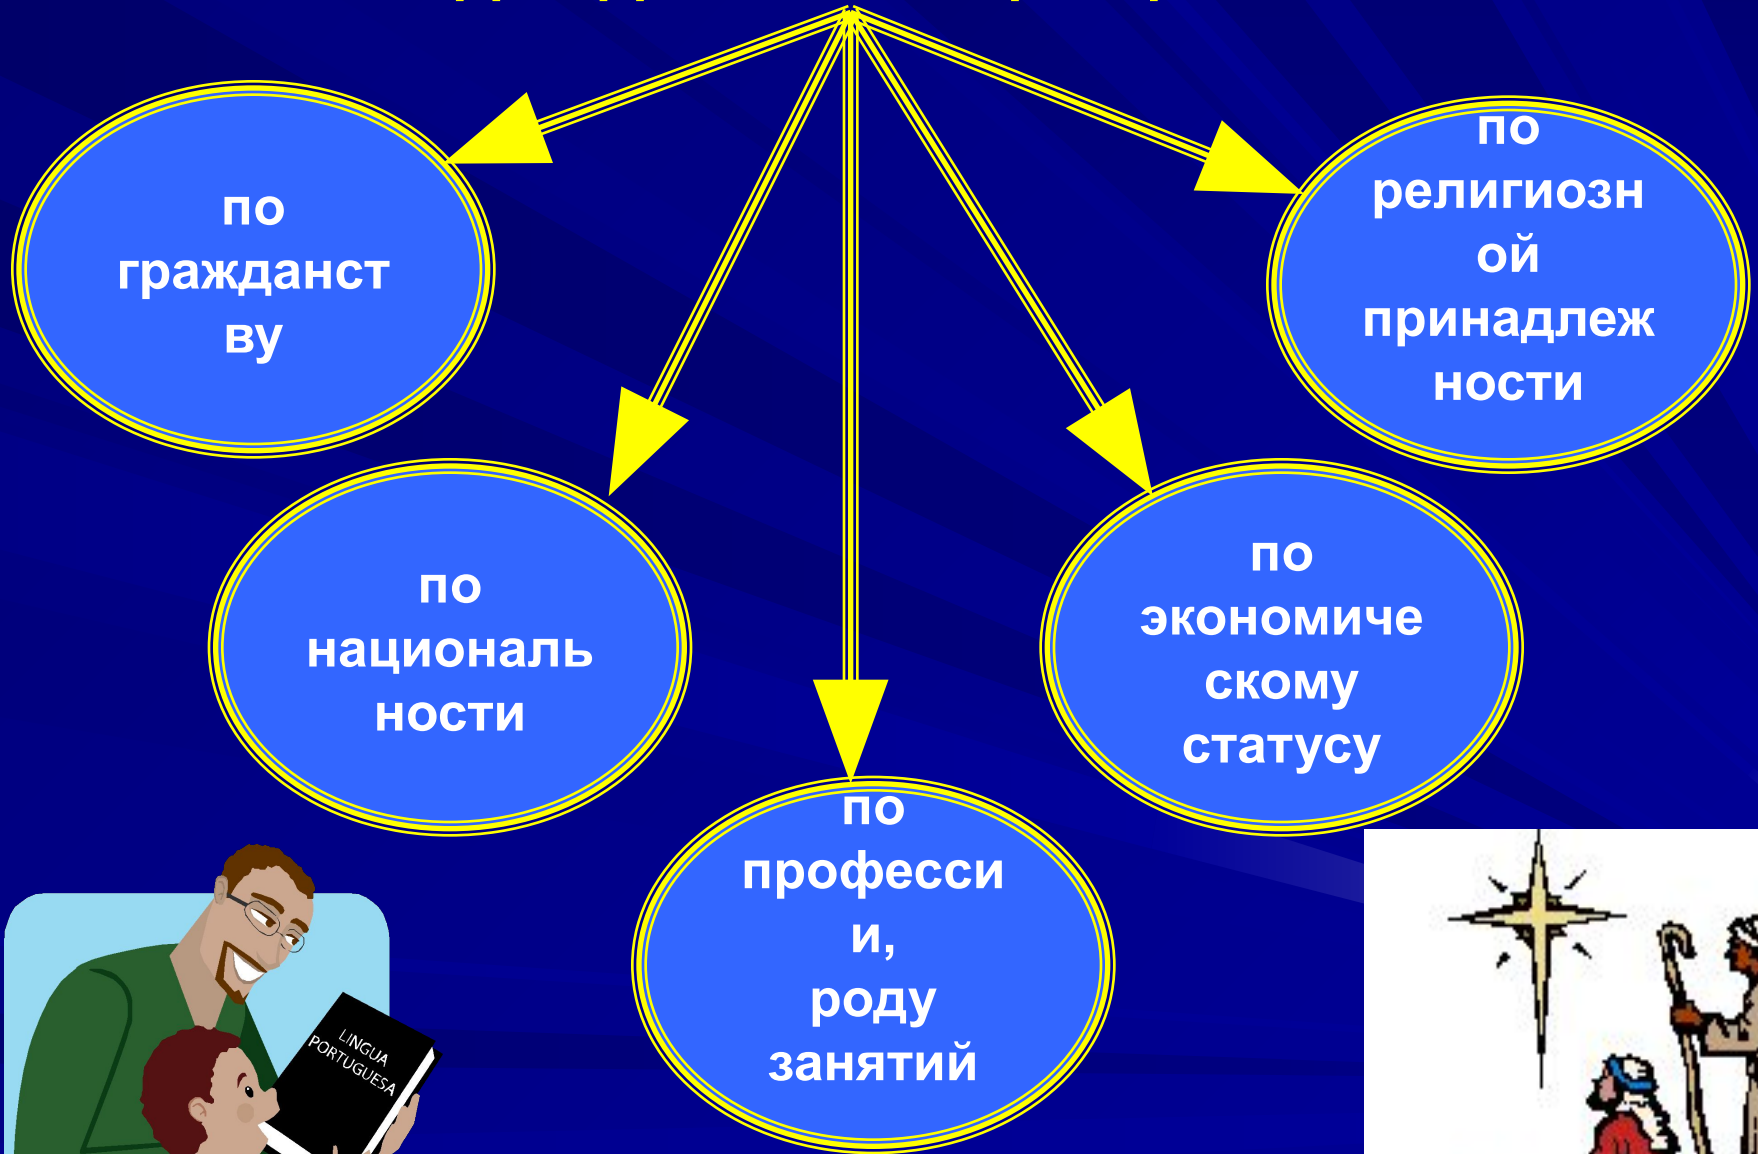 по
гражданст
ву
по
религиозн
ой
принадлеж
ности
по
националь
ности
по
экономиче
скому
статусу
по
професси
и,
роду
занятий
LINGUA
PORTUGUESA